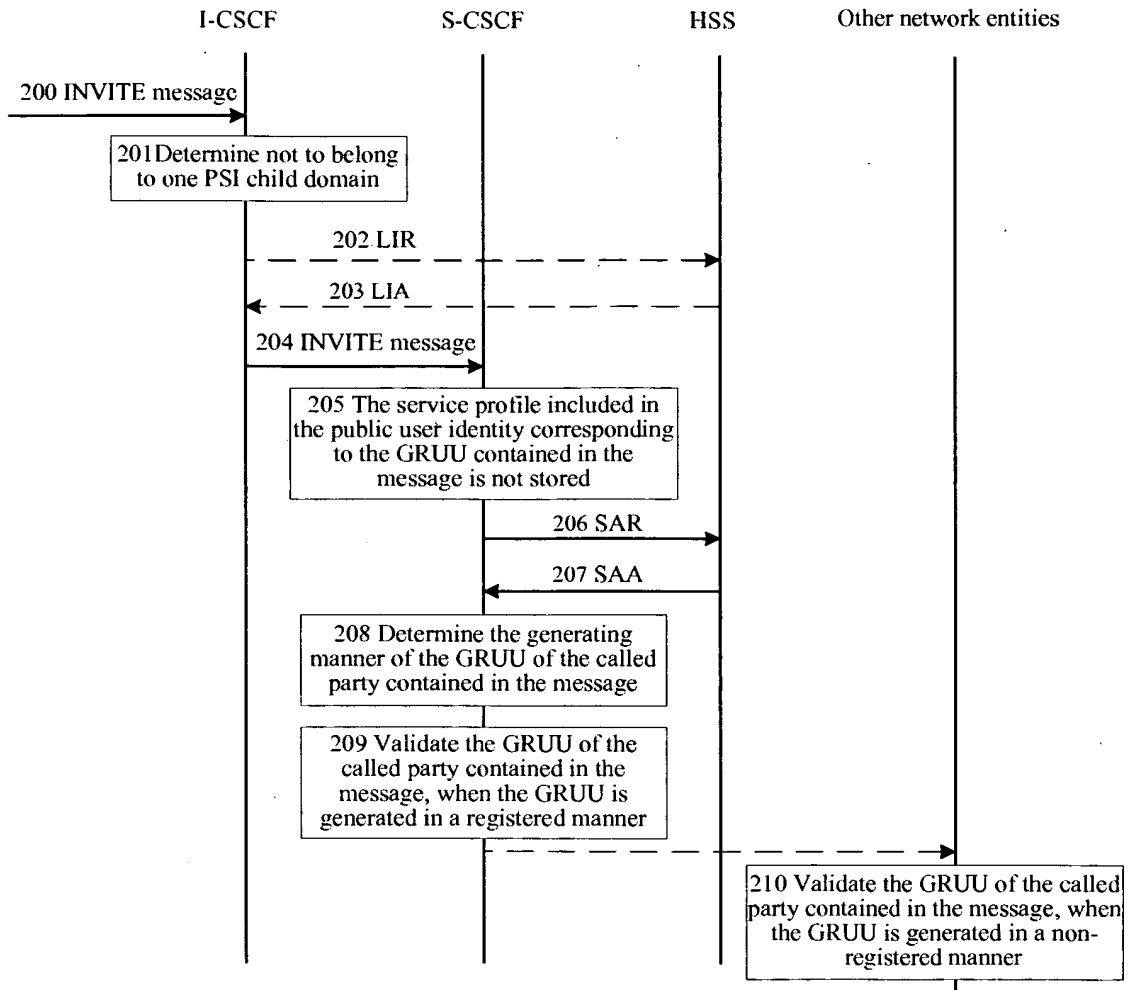 I-CSCF
S-CSCF
HSS
Other network entities
200 INVITE message
201Determine not to belong
to one PSI child domain
202 LIR
203 LIA
204 INVITE message
205 The service profile included in
the public user identity corresponding
to the GRUU contained in the
message is not stored
206 SAR
207 SAA
208 Determine the generating
manner of the GRUU of the called
party contained in the message
209 Validate the GRUU of the
called party contained in the
message, when the GRUU is
generated in a registered manner
210 Validate the GRUU of the called
party contained in the message, when
the GRUU is generated in a non-
registered manner